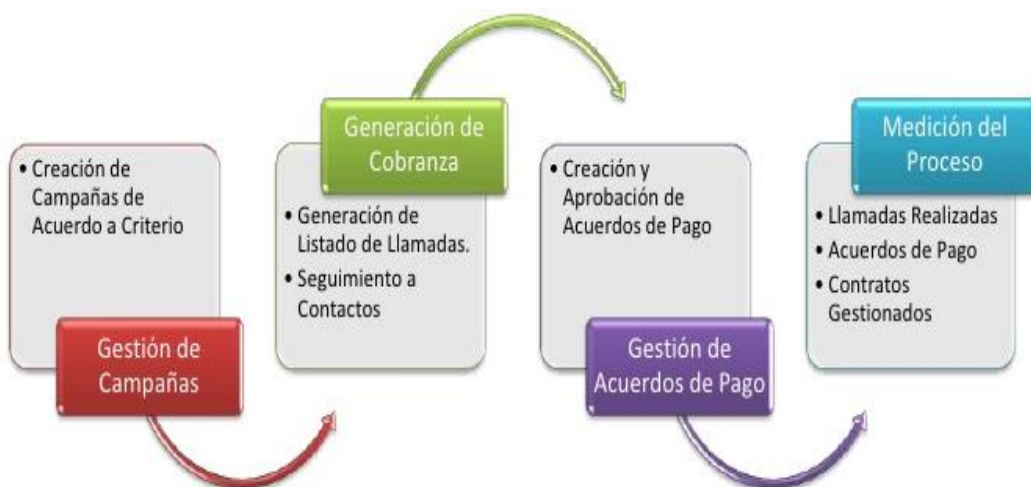 • Creación de
Campañas de
Acuerdo a Criterio
Gestión de
Campañas
Generación de
Cobranza
• Generación de
Listado de Llamadas.
• Seguimiento a
Contactos
• Creación y
Aprobación de
Acuerdos de Pago
Gestión de
Acuerdos de Pago
Medición del
Proceso
• Llamadas Realizadas
• Acuerdos de Pago
• Contratos
Gestionados